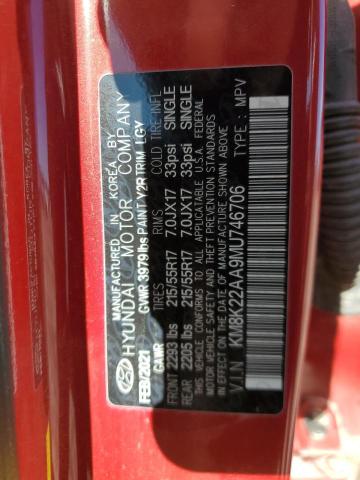 MANUFACTURED IN KOREA BY
HYUNDAI MOTOR COMPANY
FEB/2021 GVWR 3979lbs PAINT Y2R TRIM LGY
GAWR TIRES RIMS COLD TIRE INFL
FRONT 2293 lbs 215/55R17 7.0JX17 33psi SINGLE
REAR 2205 lbs 215/55R17 7.0JX17 33psi SINGLE
THIS VEHICLE CONFORMS TO ALL APPLICABLE U.S.A. FEDERAL
MOTOR VEHICLE SAFETY AND THEFT PREVENTION STANDARDS
IN EFFECT ON THE DATE OF MANUFACTURE SHOWN ABOVE.
V.I.N KM8K22AA9MU746706 TYPE : MPV